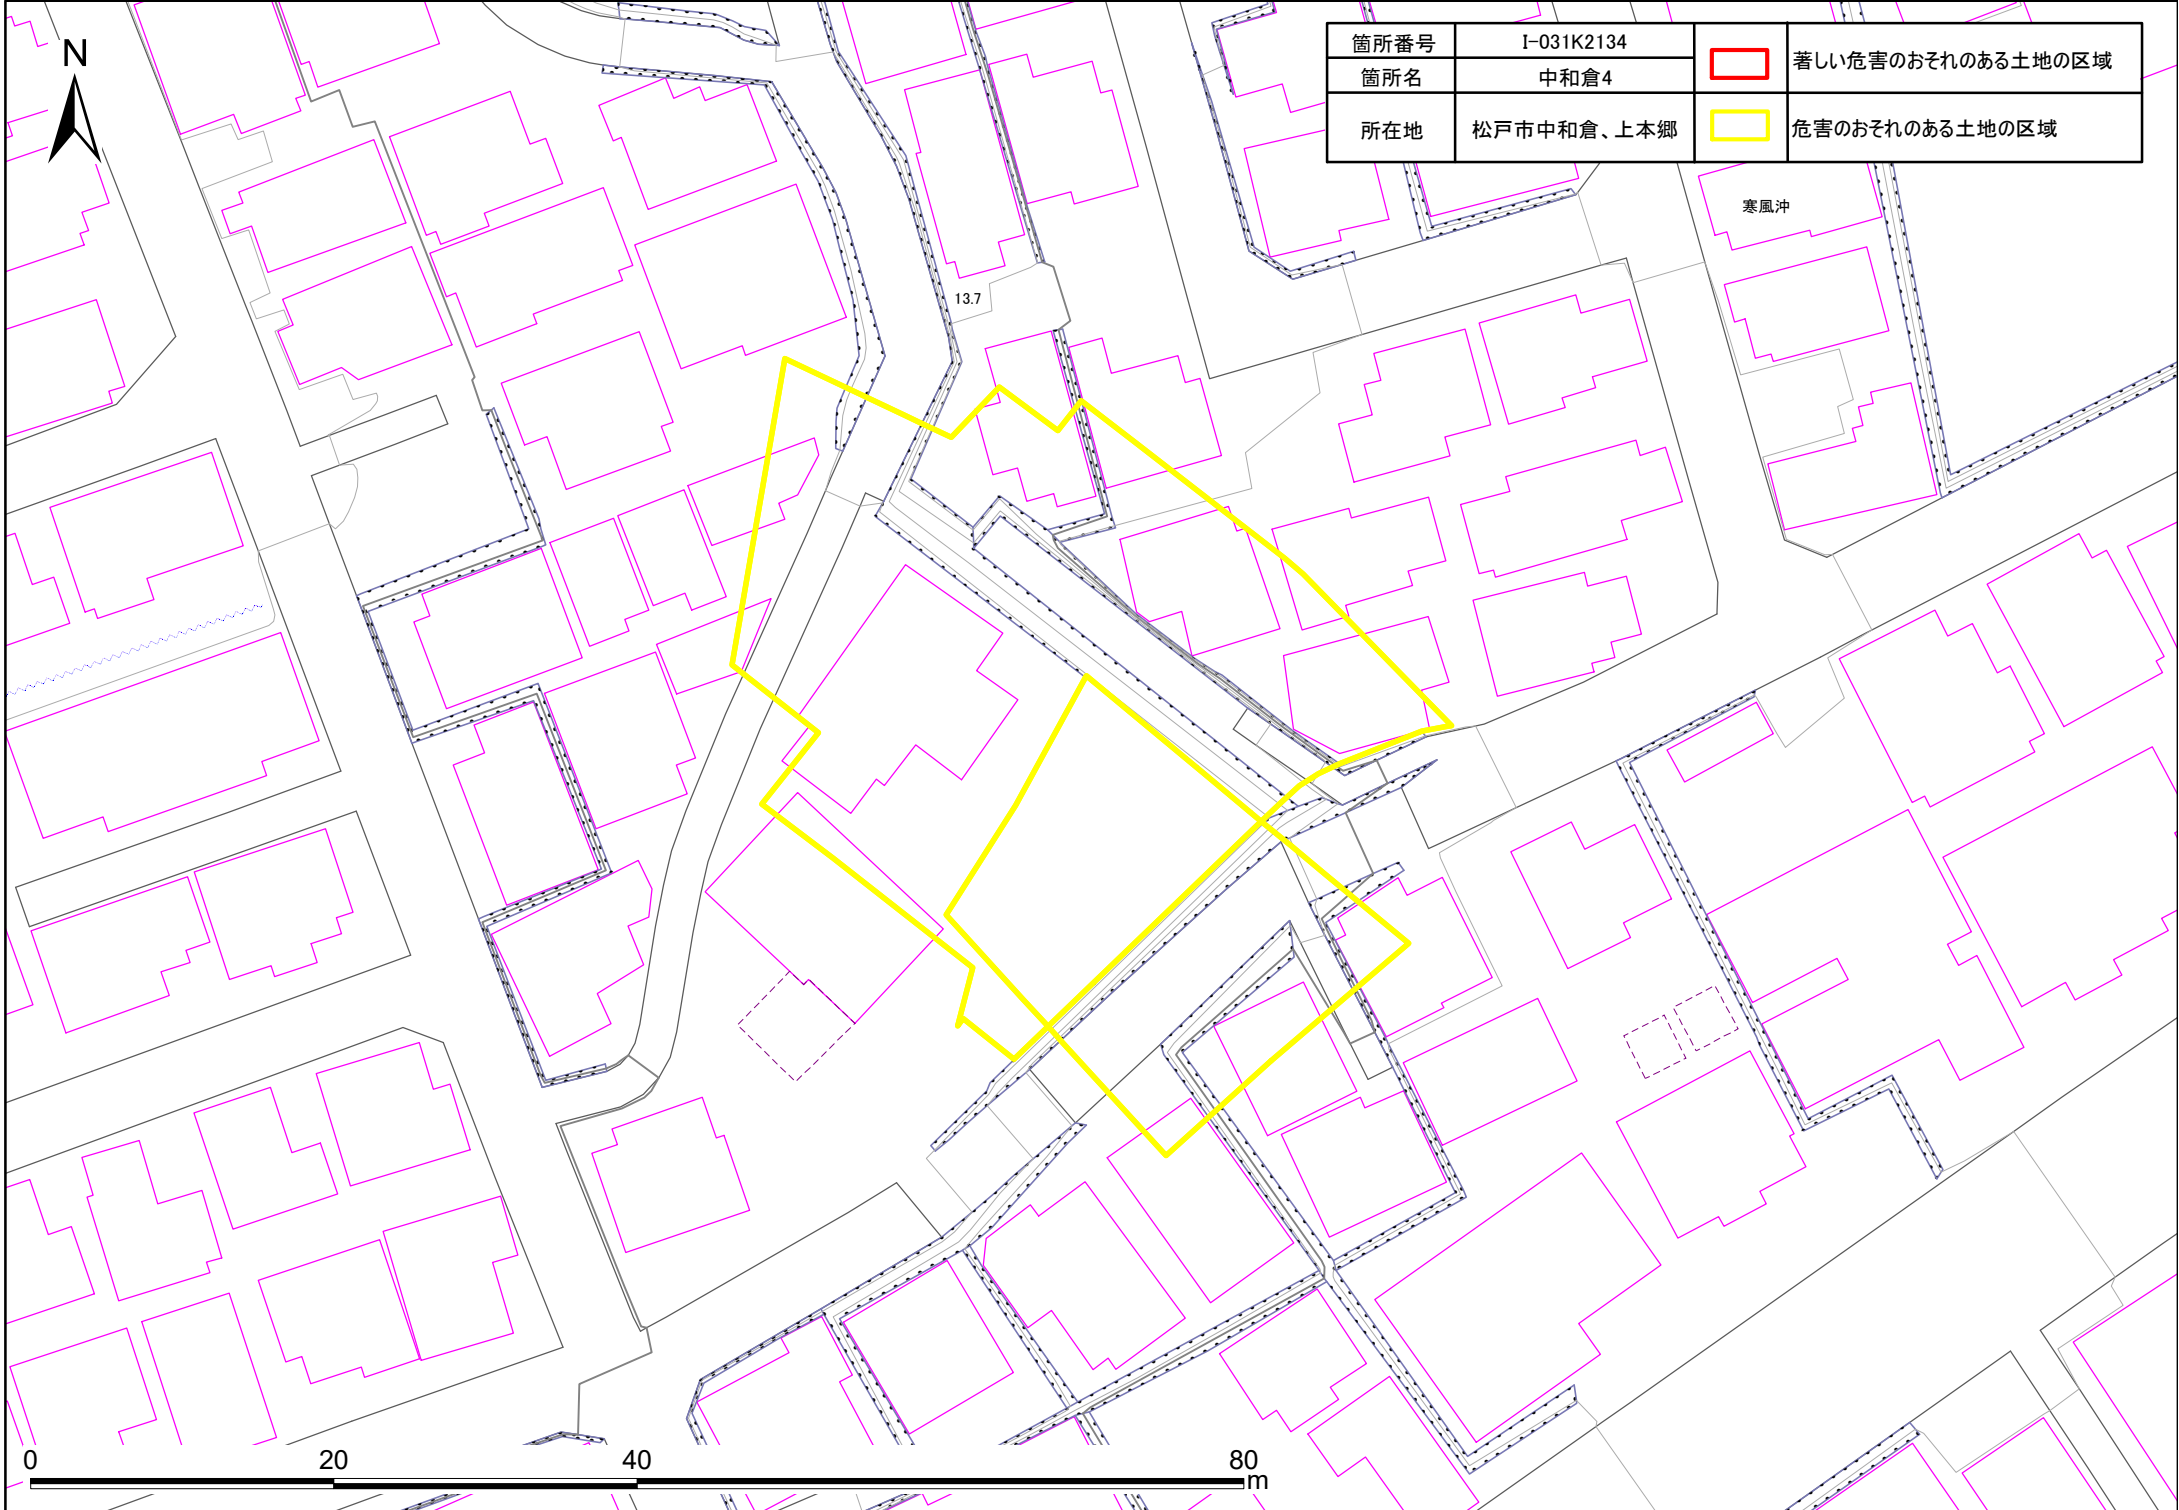 N
箇所番号 I-031K2134 著しい危害のおそれのある土地の区域
箇所名 中和倉4
所在地 松戸市中和倉、上本郷 危害のおそれのある土地の区域
寒風沖
13.7
0 20 40 80
m